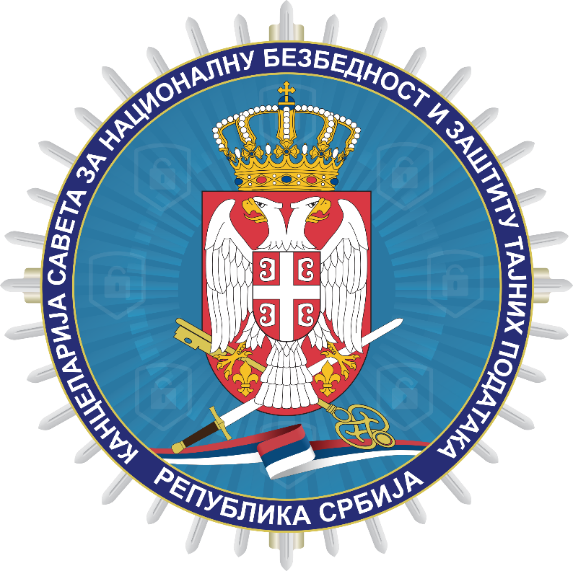 КАНЦЕЛАРИЈА САВЕТА ЗА НАЦИОНАЛНУ БЕЗБЕДНОСТ И ЗАШТИТУ ТАЈНИХ ПОДАТАКА
РЕПУБЛИКА СРБИЈА